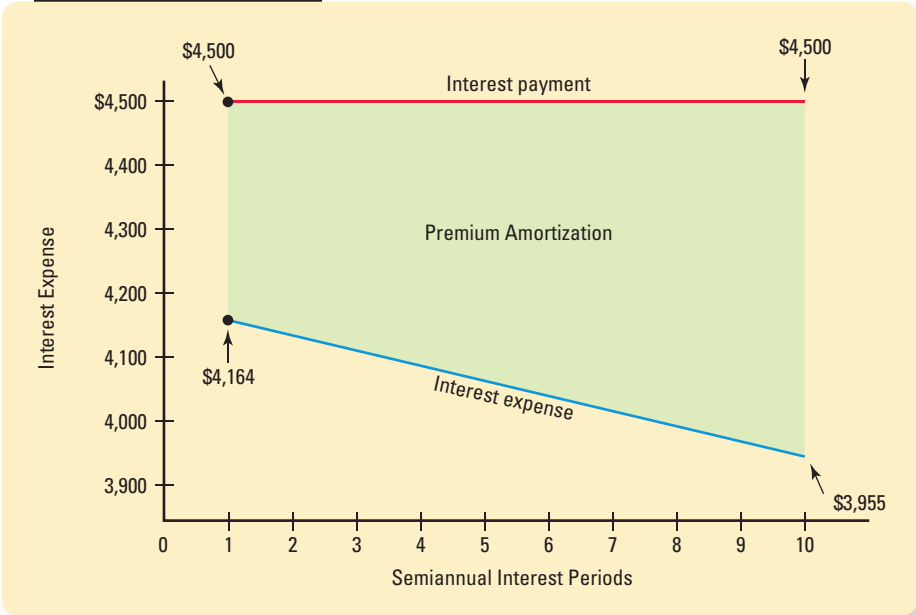 $4,500
$4,500
Interest payment
$4,500
4,400
4,300
4,200
4,100
4,000
3,900
Interest Expense
Premium Amortization
$4,164
Interest expense
$3,955
0 1 2 3 4 5 6 7 8 9 10
Semiannual Interest Periods